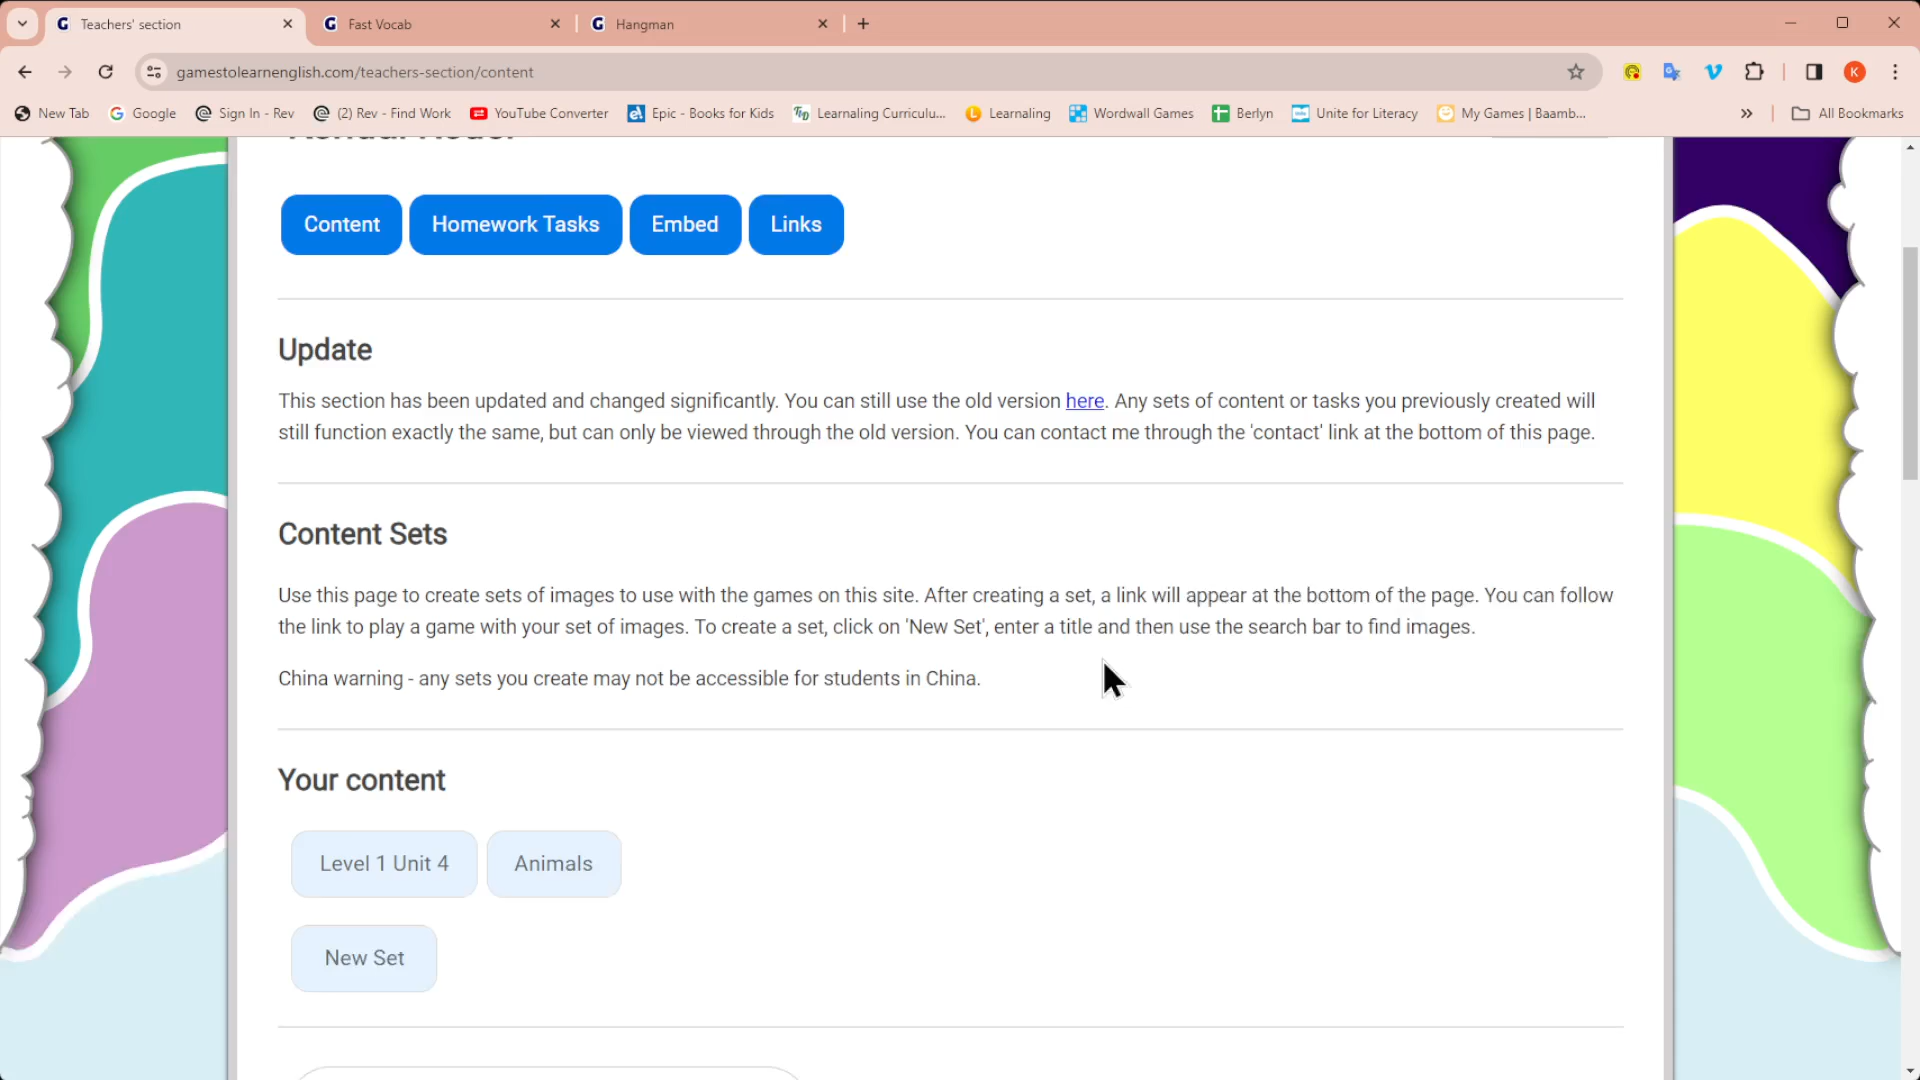 Teachers' section
Fast Vocab
Hangman
gamestolearnenglish.com/teachers-section/content
K
New Tab
Google
Sign In - Rev
(2) Rev - Find Work
YouTube Converter
Epic - Books for Kids
Learnaling Curriculu...
Learnaling
Wordwall Games
Berlyn
Unite for Literacy
My Games | Baamb...
All Bookmarks
Content
Homework Tasks
Embed
Links
Update
This section has been updated and changed significantly. You can still use the old version here. Any sets of content or tasks you previously created will
still function exactly the same, but can only be viewed through the old version. You can contact me through the 'contact' link at the bottom of this page.
Content Sets
Use this page to create sets of images to use with the games on this site. After creating a set, a link will appear at the bottom of the page. You can follow
the link to play a game with your set of images. To create a set, click on 'New Set', enter a title and then use the search bar to find images.
China warning - any sets you create may not be accessible for students in China.
Your content
Level 1 Unit 4
Animals
New Set